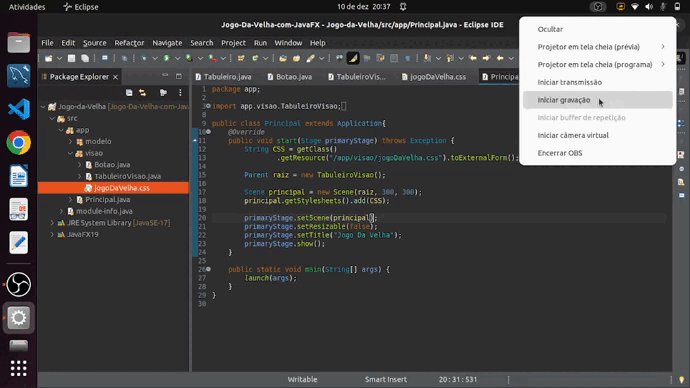 Atividades
Eclipse
10 de dez 20:37
Jogo-Da-Velha-com-JavaFX - Jogo-da-Velha/src/app/Principal.java - Eclipse IDE
File Edit Source Refactor Navigate Search Project Run Window Help
Package Explorer
Jogo-da-Velha [Jogo-Da-Velha-com-Jav
src
app
modelo
visao
Botao.java
TabuleiroVisao.java
JogoDaVelha.css
Principal.java
module-info.java
JRE System Library [JavaSE-17]
JavaFX19
Tabuleiro.java
Botao.java
TabuleiroVis...
JogoDaVelha.css
Principal
1 package app;
2
3 import app.visao.TabuleiroVisao;
8
9 public class Principal extends Application{
10 @Override
11 public void start(Stage primaryStage) throws Exception {
12 String CSS = getClass()
13 .getResource("/app/visao/jogoDaVelha.css").toExternalForm();
14
15 Parent raiz = new TabuleiroVisao();
16
17 Scene principal = new Scene(raiz, 300, 300);
18 principal.getStylesheets().add(CSS);
19
20 primaryStage.setScene(principal);
21 primaryStage.setResizable(false);
22 primaryStage.setTitle("Jogo Da Velha");
23 primaryStage.show();
24 }
25
26 public static void main(String[] args) {
27 launch(args);
28 }
29 }
30
Ocultar
Projetor em tela cheia (prévia)
Projetor em tela cheia (programa)
Iniciar transmissão
Iniciar gravação
Iniciar buffer de repetição
Iniciar câmera virtual
Encerrar OBS
Writable
Smart Insert
20 : 31 : 531